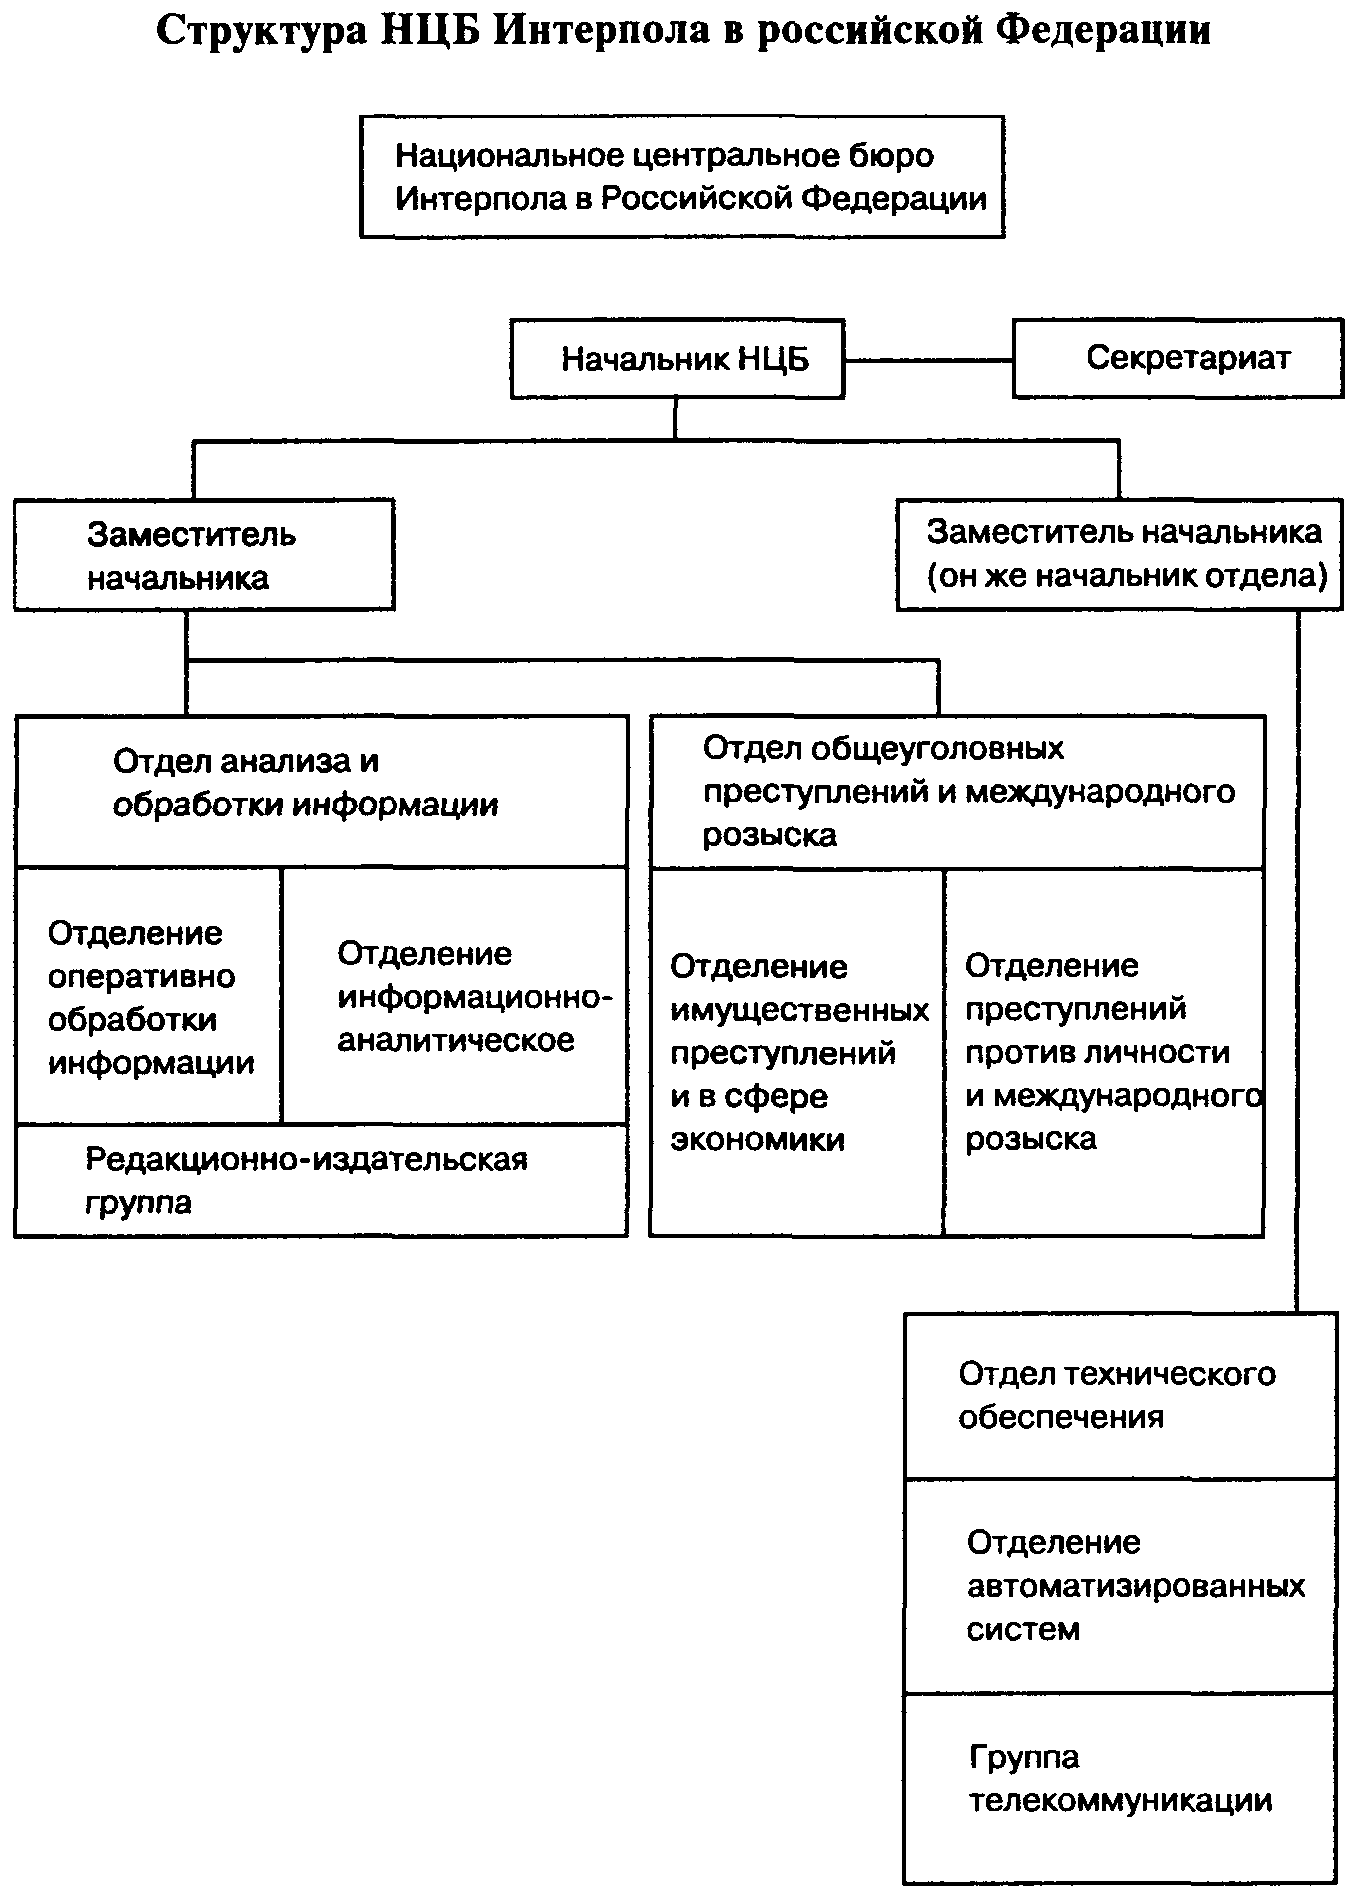 Структура НЦБ Интерпола в российской Федерации
Национальное центральное бюро
Интерпола в Российской Федерации
Начальник НЦБ
Секретариат
Заместитель
начальника
Заместитель начальника
(он же начальник отдела)
Отдел анализа и
обработки информации
Отдел общеуголовных
преступлений и международного
розыска
Отделение
оперативно
обработки
информации
Отделение
информационно-
аналитическое
Отделение
имущественных
преступлений
и в сфере
экономики
Отделение
преступлений
против личности
и международного
розыска
Редакционно-издательская
группа
Отдел технического
обеспечения
Отделение
автоматизированных
систем
Группа
телекоммуникации